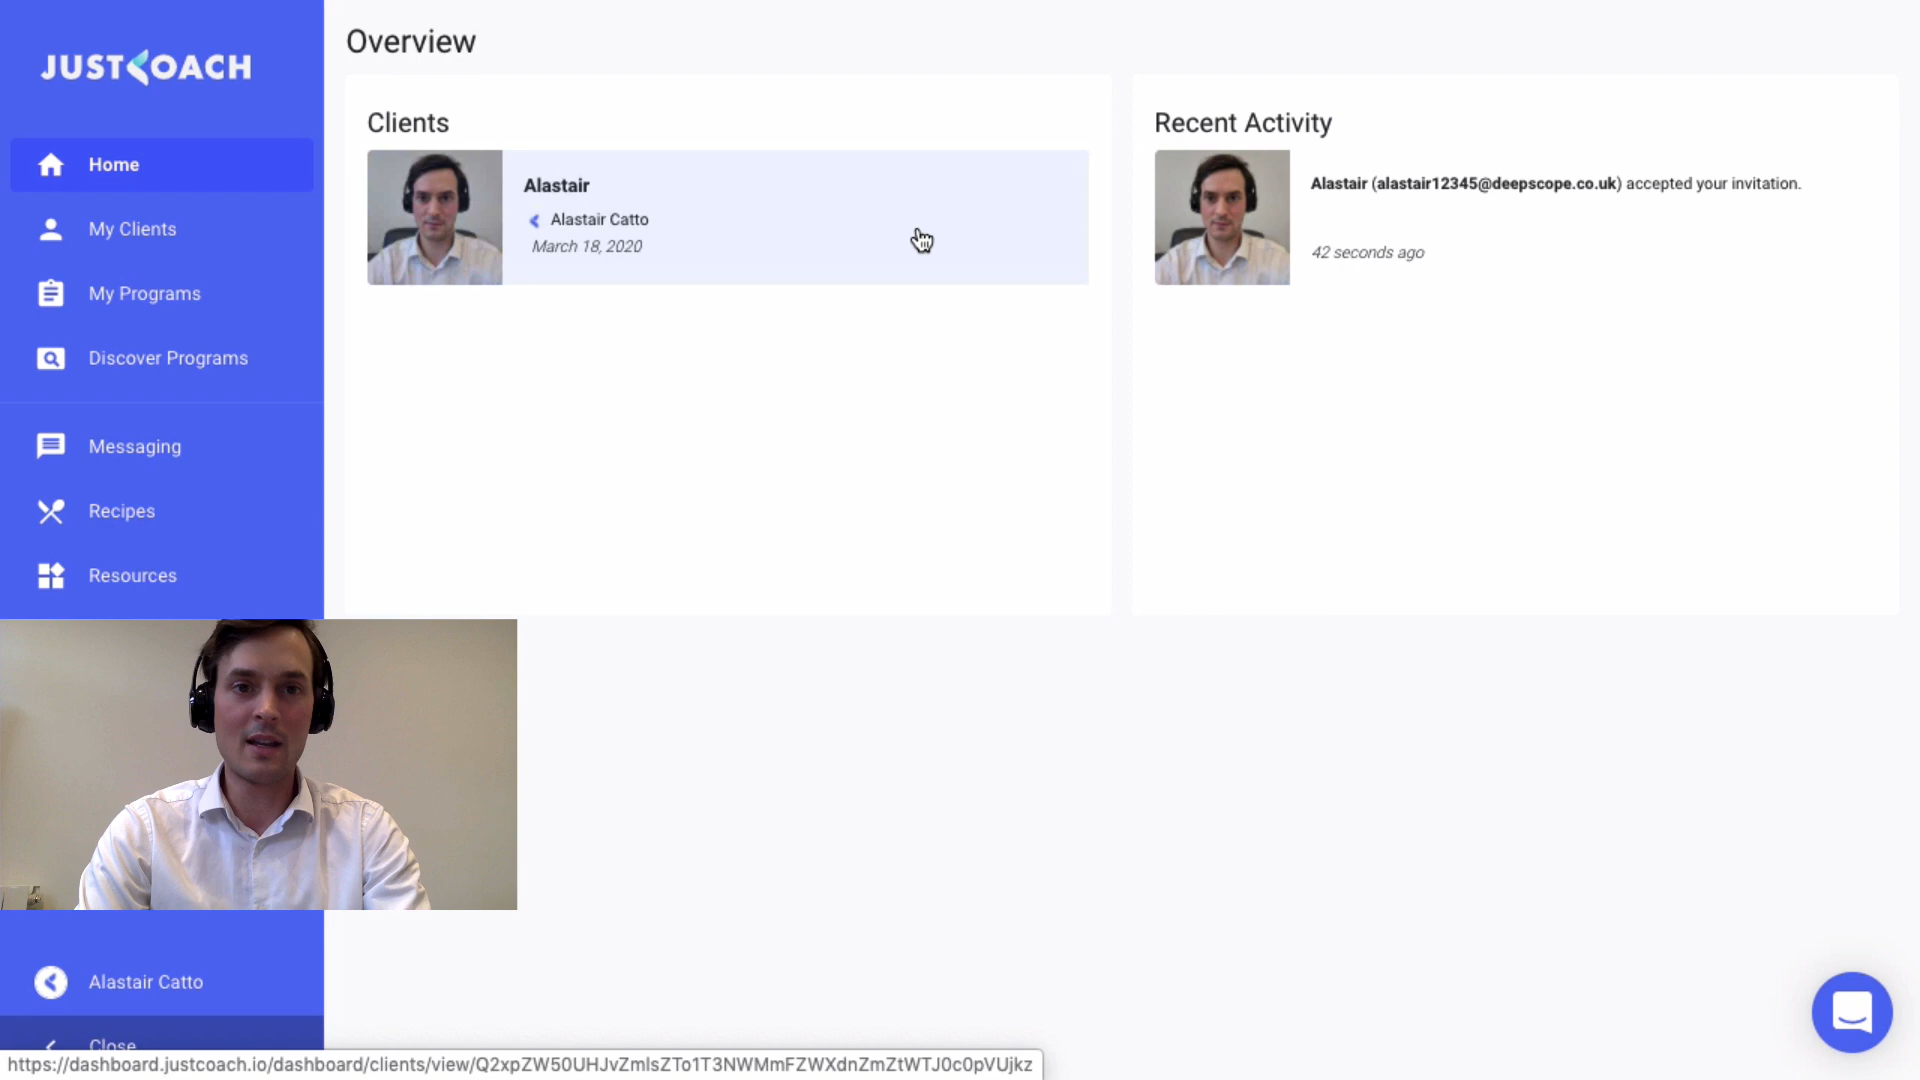 JUSTCOACH
Home
My Clients
My Programs
Discover Programs
Messaging
Recipes
Resources
Alastair Catto
Close
Overview
Clients
Alastair
Alastair Catto
March 18, 2020
Recent Activity
Alastair (alastair12345@deepscope.co.uk) accepted your invitation.
42 seconds ago
https://dashboard.justcoach.io/dashboard/clients/view/Q2xpZW50UHJvZmlsZTo1T3NWMmFZWXdnZmZtWTJ0c0pVUjkz